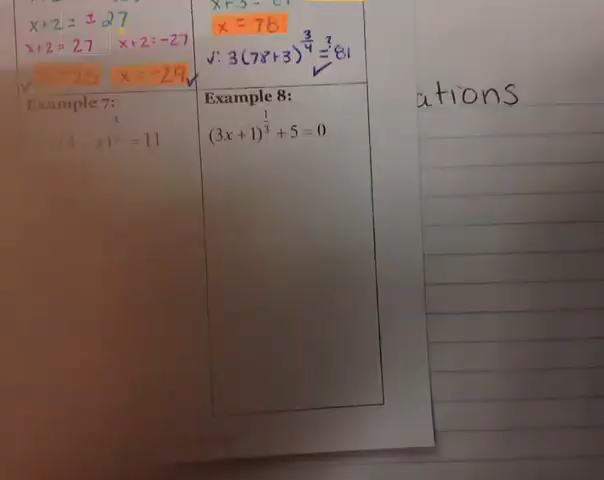 x+2 = ± 27
x+2 = 27 x+2 = -27
x = -29 ✓
x = 78
✓: 3(78+3)^(3/4) ≟ 81
✓
ations
Example 7:
= 11
Example 8:
(3x + 1)^(1/3) + 5 = 0